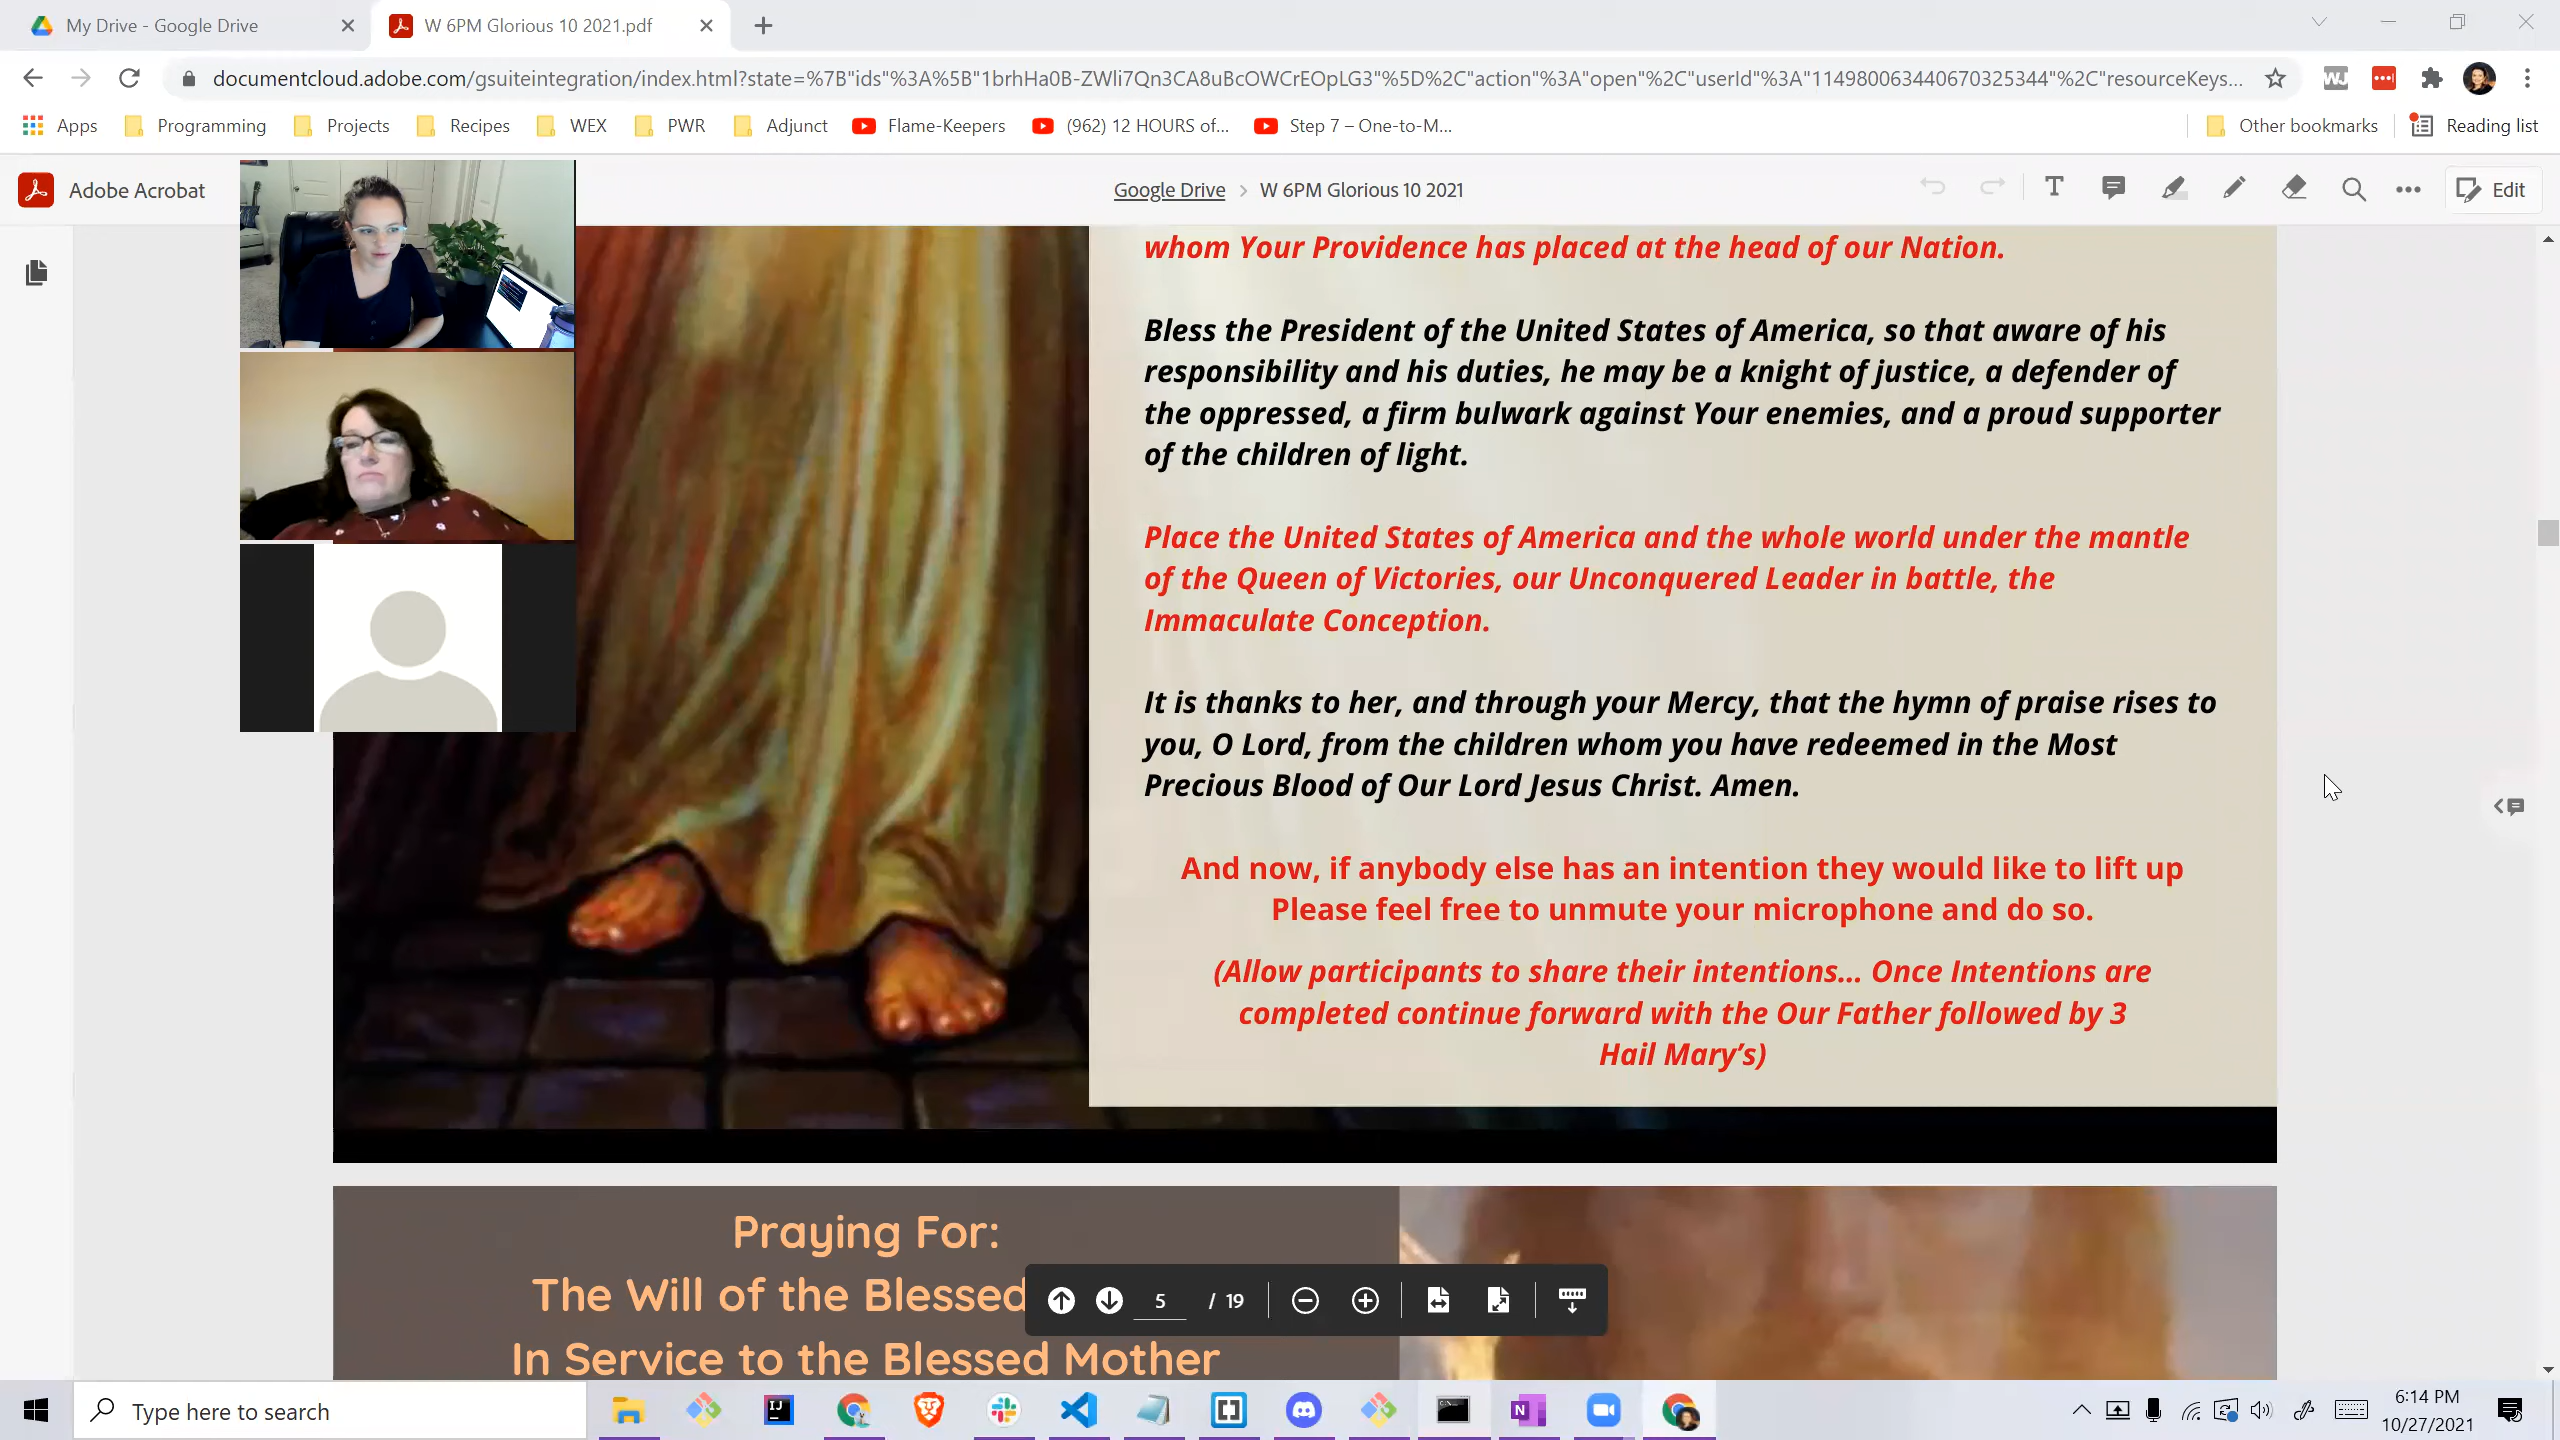 My Drive - Google Drive
W 6PM Glorious 10 2021.pdf
documentcloud.adobe.com/gsuiteintegration/index.html?state=%7B"ids"%3A%5B"1brhHa0B-ZWli7Qn3CA8uBcOWCrEOpLG3"%5D%2C"action"%3A"open"%2C"userId"%3A"114980063440670325344"%2C"resourceKeys...
Apps Programming Projects Recipes WEX PWR Adjunct Flame-Keepers (962) 12 HOURS of... Step 7 – One-to-M... Other bookmarks Reading list
Adobe Acrobat
Google Drive > W 6PM Glorious 10 2021
Edit
whom Your Providence has placed at the head of our Nation.
Bless the President of the United States of America, so that aware of his
responsibility and his duties, he may be a knight of justice, a defender of
the oppressed, a firm bulwark against Your enemies, and a proud supporter
of the children of light.
Place the United States of America and the whole world under the mantle
of the Queen of Victories, our Unconquered Leader in battle, the
Immaculate Conception.
It is thanks to her, and through your Mercy, that the hymn of praise rises to
you, O Lord, from the children whom you have redeemed in the Most
Precious Blood of Our Lord Jesus Christ. Amen.
And now, if anybody else has an intention they would like to lift up
Please feel free to unmute your microphone and do so.
(Allow participants to share their intentions... Once Intentions are
completed continue forward with the Our Father followed by 3
Hail Mary's)
Praying For:
The Will of the Blessed
In Service to the Blessed Mother
5 / 19
Type here to search
6:14 PM
10/27/2021